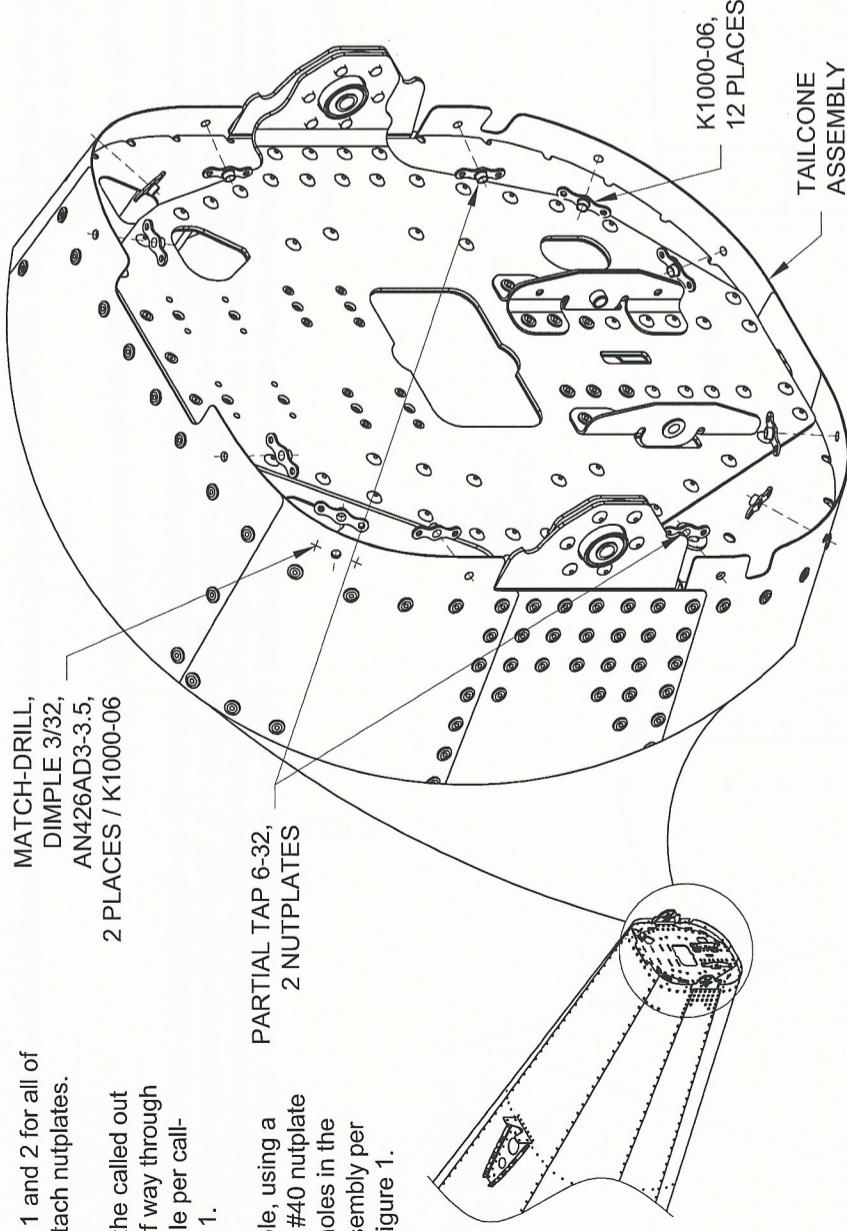 1 and 2 for all of
tach nutplates.
he called out
f way through
le per call-
1.
le, using a
#40 nutplate
oles in the
sembly per
igure 1.
MATCH-DRILL,
DIMPLE 3/32,
AN426AD3-3.5,
2 PLACES / K1000-06
PARTIAL TAP 6-32,
2 NUTPLATES
K1000-06,
12 PLACES
TAILCONE
ASSEMBLY